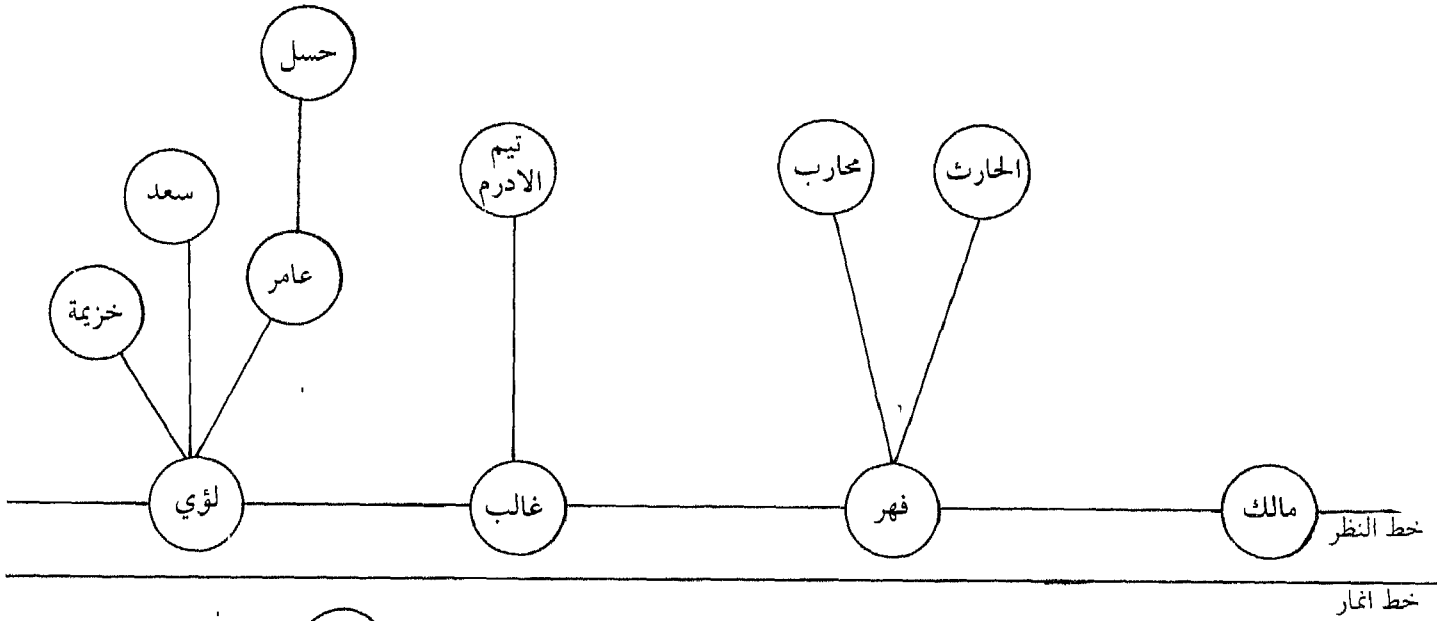 حسل
الحارث
محارب
تيم
الادرم
سعد
عامر
خزيمة
مالك
فهر
غالب
لؤي
خط النظر
خط انمار